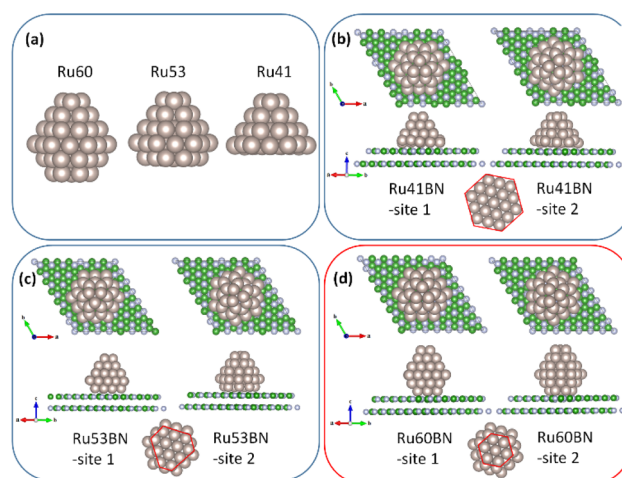 (a)
Ru60
Ru53
Ru41
(b)
b
a
c
a
b
Ru41BN
-site 1
Ru41BN
-site 2
(c)
b
a
c
a
b
Ru53BN
-site 1
Ru53BN
-site 2
(d)
b
a
c
a
b
Ru60BN
-site 1
Ru60BN
-site 2